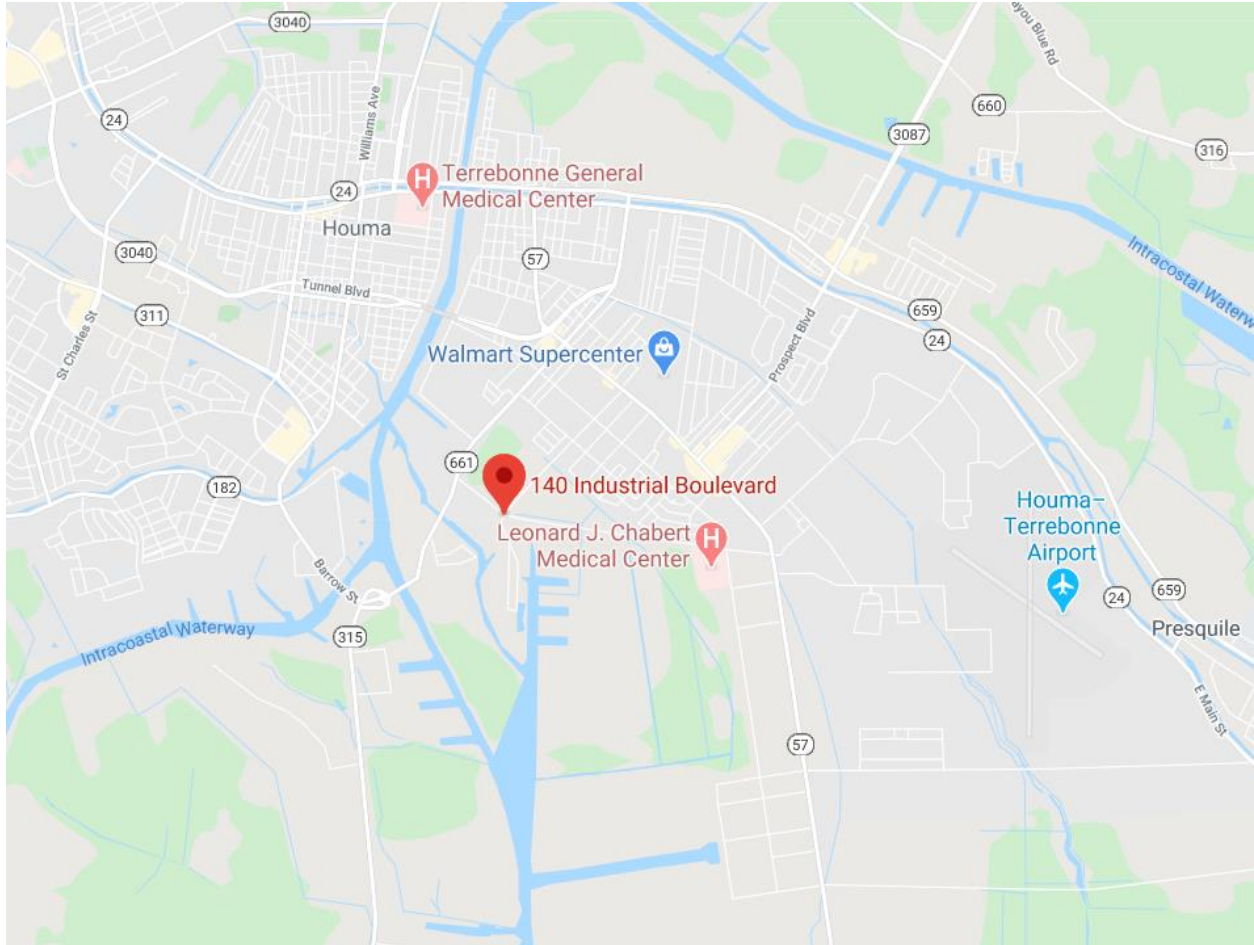 3040
ayou Blue Rd
24
Williams Ave
660
3087
316
Terrebonne General
Medical Center
24
Houma
3040
57
Intracostal Waterw
Tunnel Blvd
311
St Charles St
659
24
Prospect Blvd
Walmart Supercenter
661
182
140 Industrial Boulevard
Houma–
Terrebonne
Airport
Leonard J. Chabert
Medical Center
Barrow St
24
659
Presquile
Intracoastal Waterway
315
E Main St
57
H
H